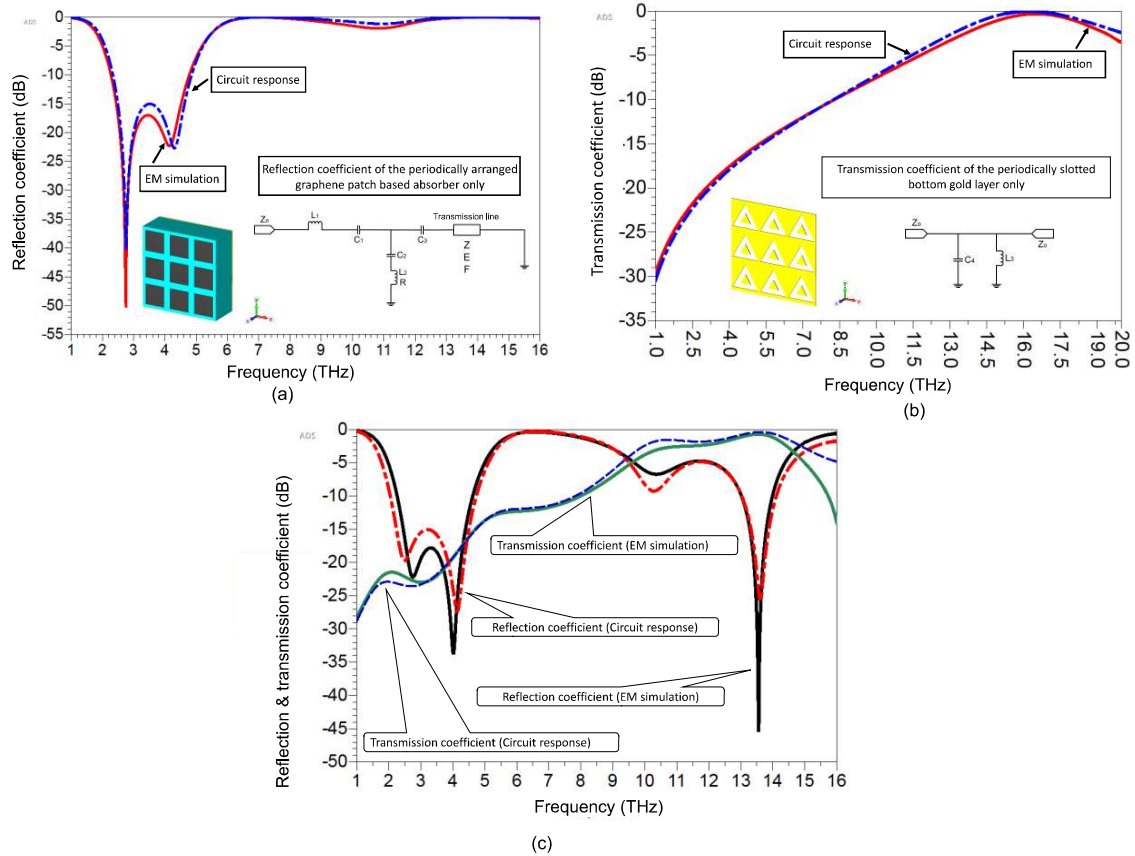 ADS
Reflection coefficient (dB)
0
-5
-10
-15
-20
-25
-30
-35
-40
-45
-50
-55
Circuit response
EM simulation
Reflection coefficient of the periodically arranged
graphene patch based absorber only
Z₀ L₁ C₁ C₃ Transmission line
C₂
L₂
R
Z
E
F
1 2 3 4 5 6 7 8 9 10 11 12 13 14 15 16
Frequency (THz)
(a)
ADS
Transmission coefficient (dB)
0
-5
-10
-15
-20
-25
-30
-35
Circuit response
EM simulation
Transmission coefficient of the periodically slotted
bottom gold layer only
Z₀ C₄ L₃ Z₀
1.0 2.5 4.0 5.5 7.0 8.5 10.0 11.5 13.0 14.5 16.0 17.5 20.0
Frequency (THz)
(b)
ADS
Reflection & transmission coefficient (dB)
0
-5
-10
-15
-20
-25
-30
-35
-40
-45
-50
Transmission coefficient (EM simulation)
Reflection coefficient (Circuit response)
Reflection coefficient (EM simulation)
Transmission coefficient (Circuit response)
1 2 3 4 5 6 7 8 9 10 11 12 13 14 15 16
Frequency (THz)
(c)